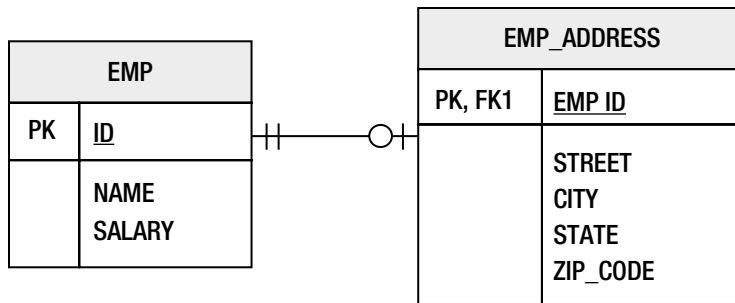 EMP
PK ID
NAME
SALARY
EMP_ADDRESS
PK, FK1 EMP ID
STREET
CITY
STATE
ZIP_CODE